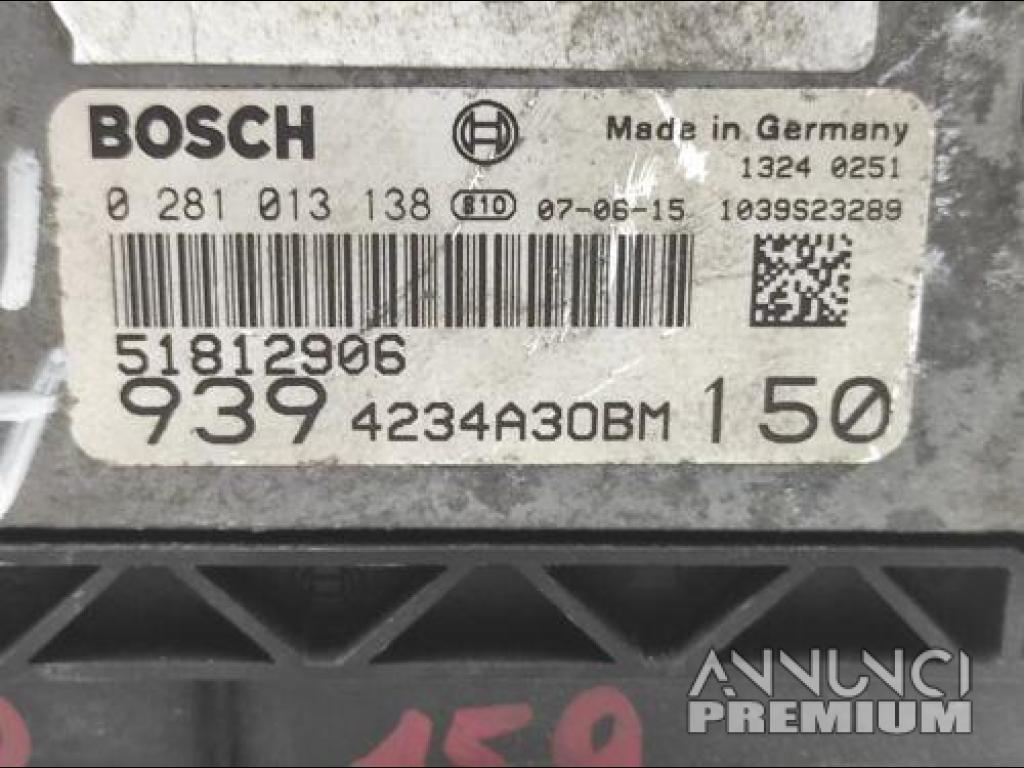 BOSCH Made in Germany
1324 0251
0 281 013 138 810 07-06-15 1039S23289
51812906
939 4234A30BM 150
159
ANNUNCI
PREMIUM